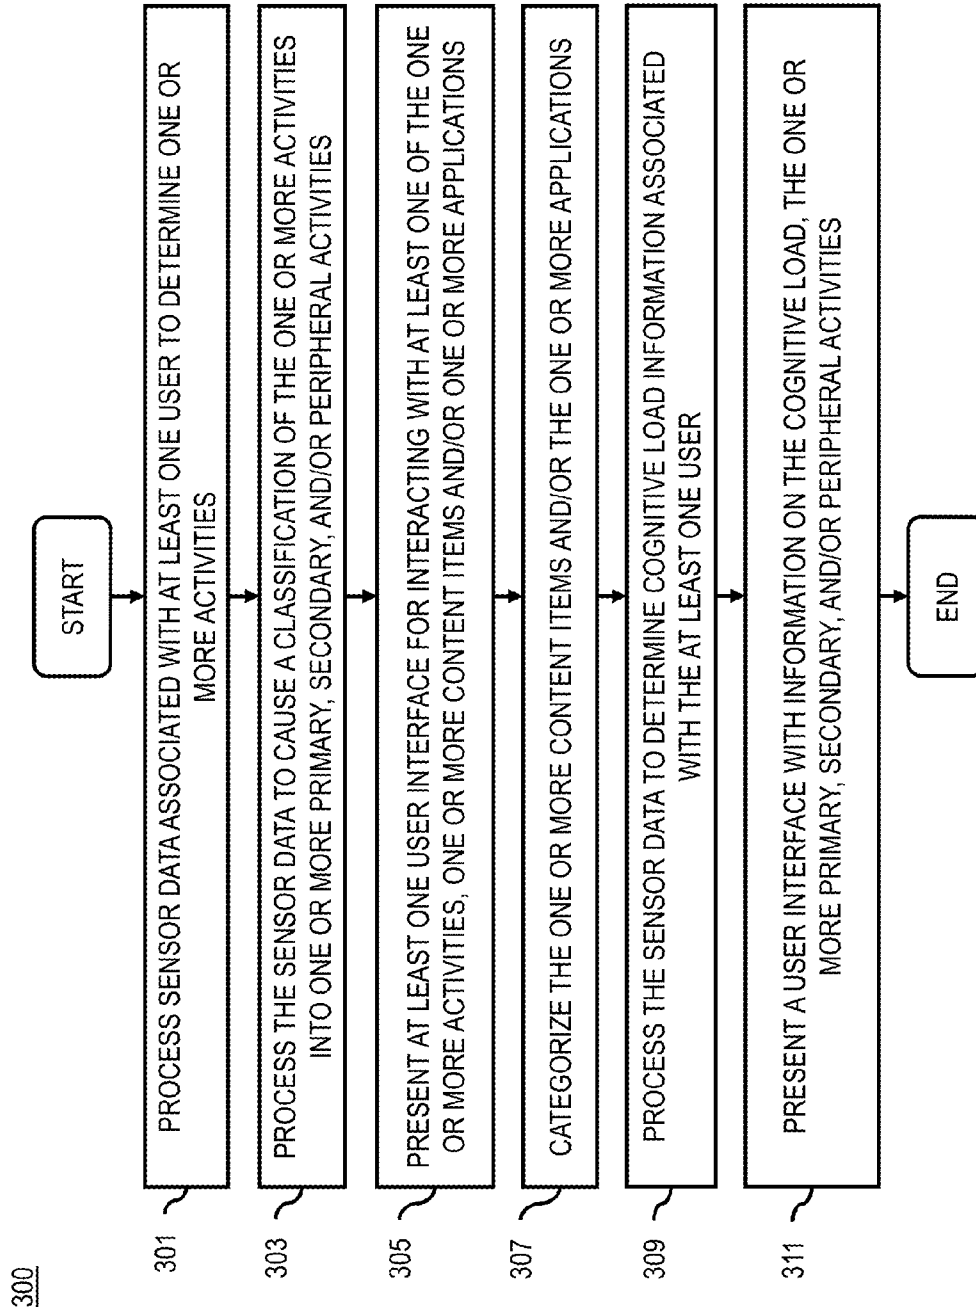 300
START
301
PROCESS SENSOR DATA ASSOCIATED WITH AT LEAST ONE USER TO DETERMINE ONE OR
MORE ACTIVITIES
303
PROCESS THE SENSOR DATA TO CAUSE A CLASSIFICATION OF THE ONE OR MORE ACTIVITIES
INTO ONE OR MORE PRIMARY, SECONDARY, AND/OR PERIPHERAL ACTIVITIES
305
PRESENT AT LEAST ONE USER INTERFACE FOR INTERACTING WITH AT LEAST ONE OF THE ONE
OR MORE ACTIVITIES, ONE OR MORE CONTENT ITEMS AND/OR ONE OR MORE APPLICATIONS
307
CATEGORIZE THE ONE OR MORE CONTENT ITEMS AND/OR THE ONE OR MORE APPLICATIONS
309
PROCESS THE SENSOR DATA TO DETERMINE COGNITIVE LOAD INFORMATION ASSOCIATED
WITH THE AT LEAST ONE USER
311
PRESENT A USER INTERFACE WITH INFORMATION ON THE COGNITIVE LOAD, THE ONE OR
MORE PRIMARY, SECONDARY, AND/OR PERIPHERAL ACTIVITIES
END